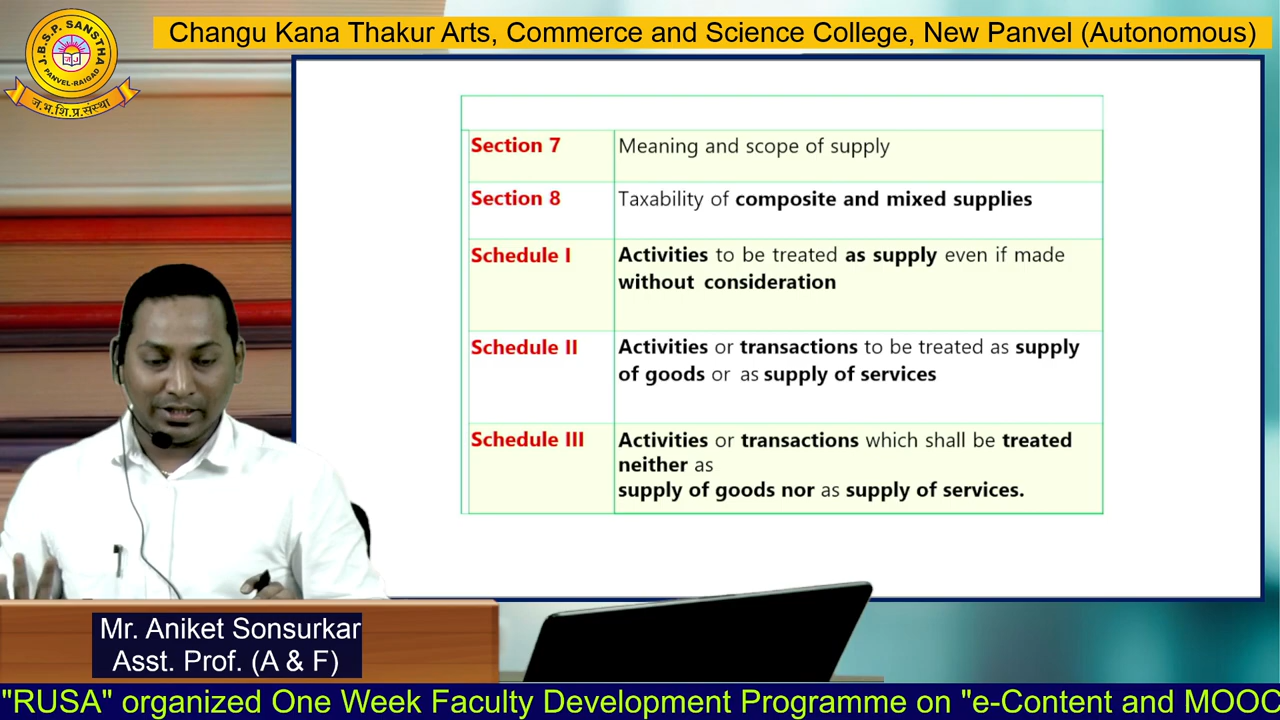 Changu Kana Thakur Arts, Commerce and Science College, New Panvel (Autonomous)
J.B.S.P. SANSTHA
PANVEL-RAIGAD
ज.भ.शि.प्र.संस्था
Section 7 Meaning and scope of supply
Section 8 Taxability of composite and mixed supplies
Schedule I Activities to be treated as supply even if made
without consideration
Schedule II Activities or transactions to be treated as supply
of goods or as supply of services
Schedule III Activities or transactions which shall be treated
neither as
supply of goods nor as supply of services.
Mr. Aniket Sonsurkar
Asst. Prof. (A & F)
"RUSA" organized One Week Faculty Development Programme on "e-Content and MOOC